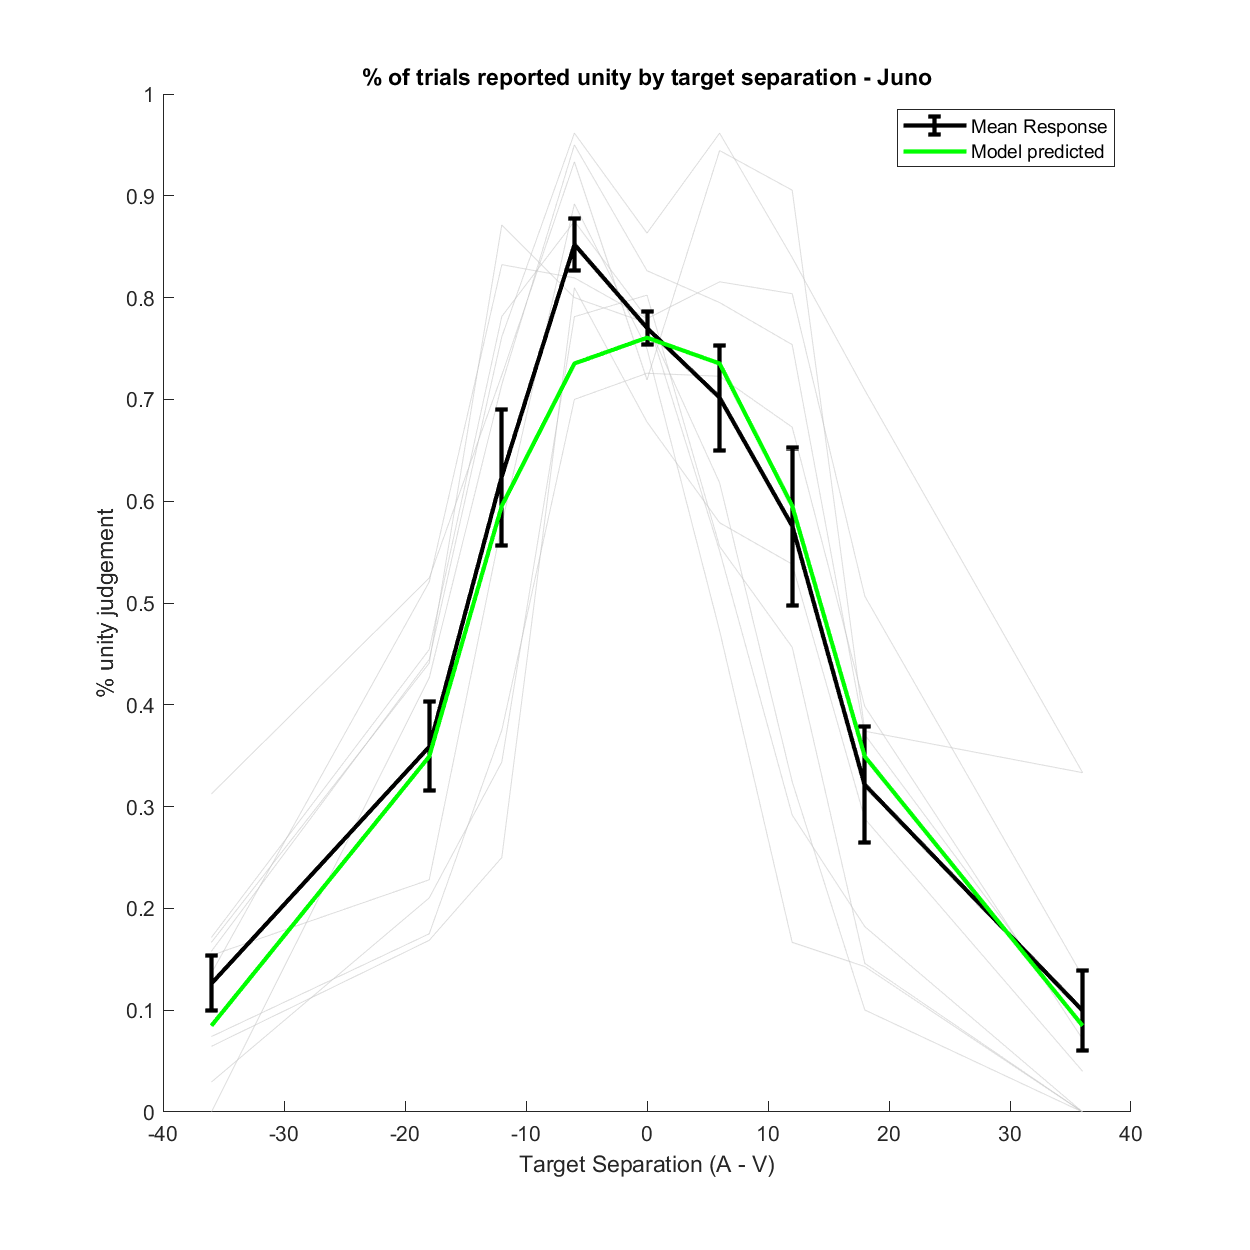 % of trials reported unity by target separation - Juno
Mean Response
Model predicted
1
0.9
0.8
0.7
0.6
0.5
0.4
0.3
0.2
0.1
0
% unity judgement
-40 -30 -20 -10 0 10 20 30 40
Target Separation (A - V)